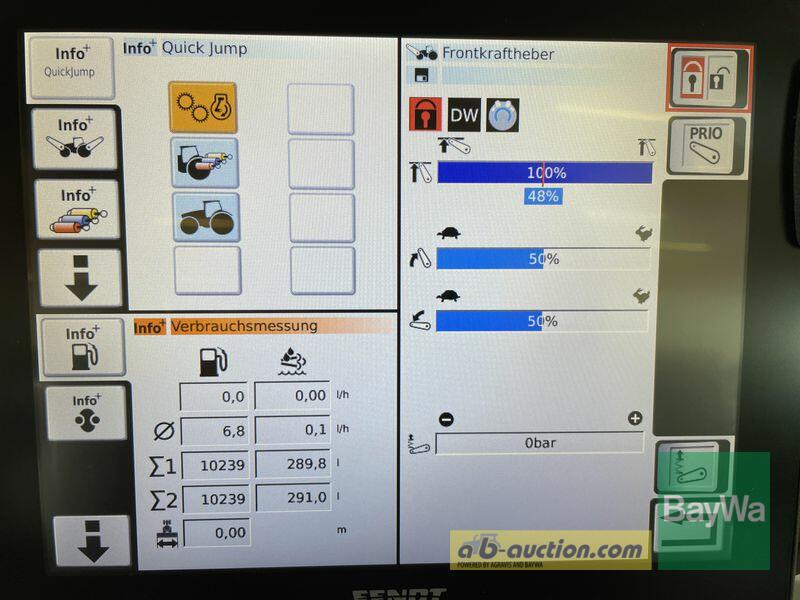 Info+
QuickJump
Info+ Quick Jump
Info+
Info+
Info+
Info+
Info+ Verbrauchsmessung
0,0 0,00 l/h
Ø 6,8 0,1 l/h
∑1 10239 289,8 l
∑2 10239 291,0 l
0,00 m
Frontkraftheber
DW
100%
48%
50%
50%
0bar
PRIO
BayWa
ab-auction.com
POWERED BY AGRAVIS AND BAYWA
FENDT